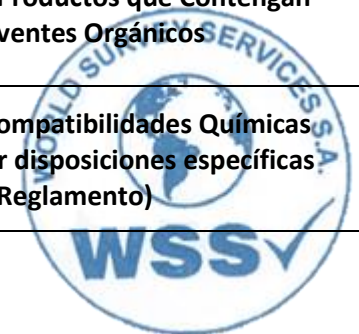 Productos que Contengan
ventes Orgánicos
ompatibilidades Químicas
r disposiciones específicas
Reglamento)
WORLD SURVEY SERVICES S.A.
WSS